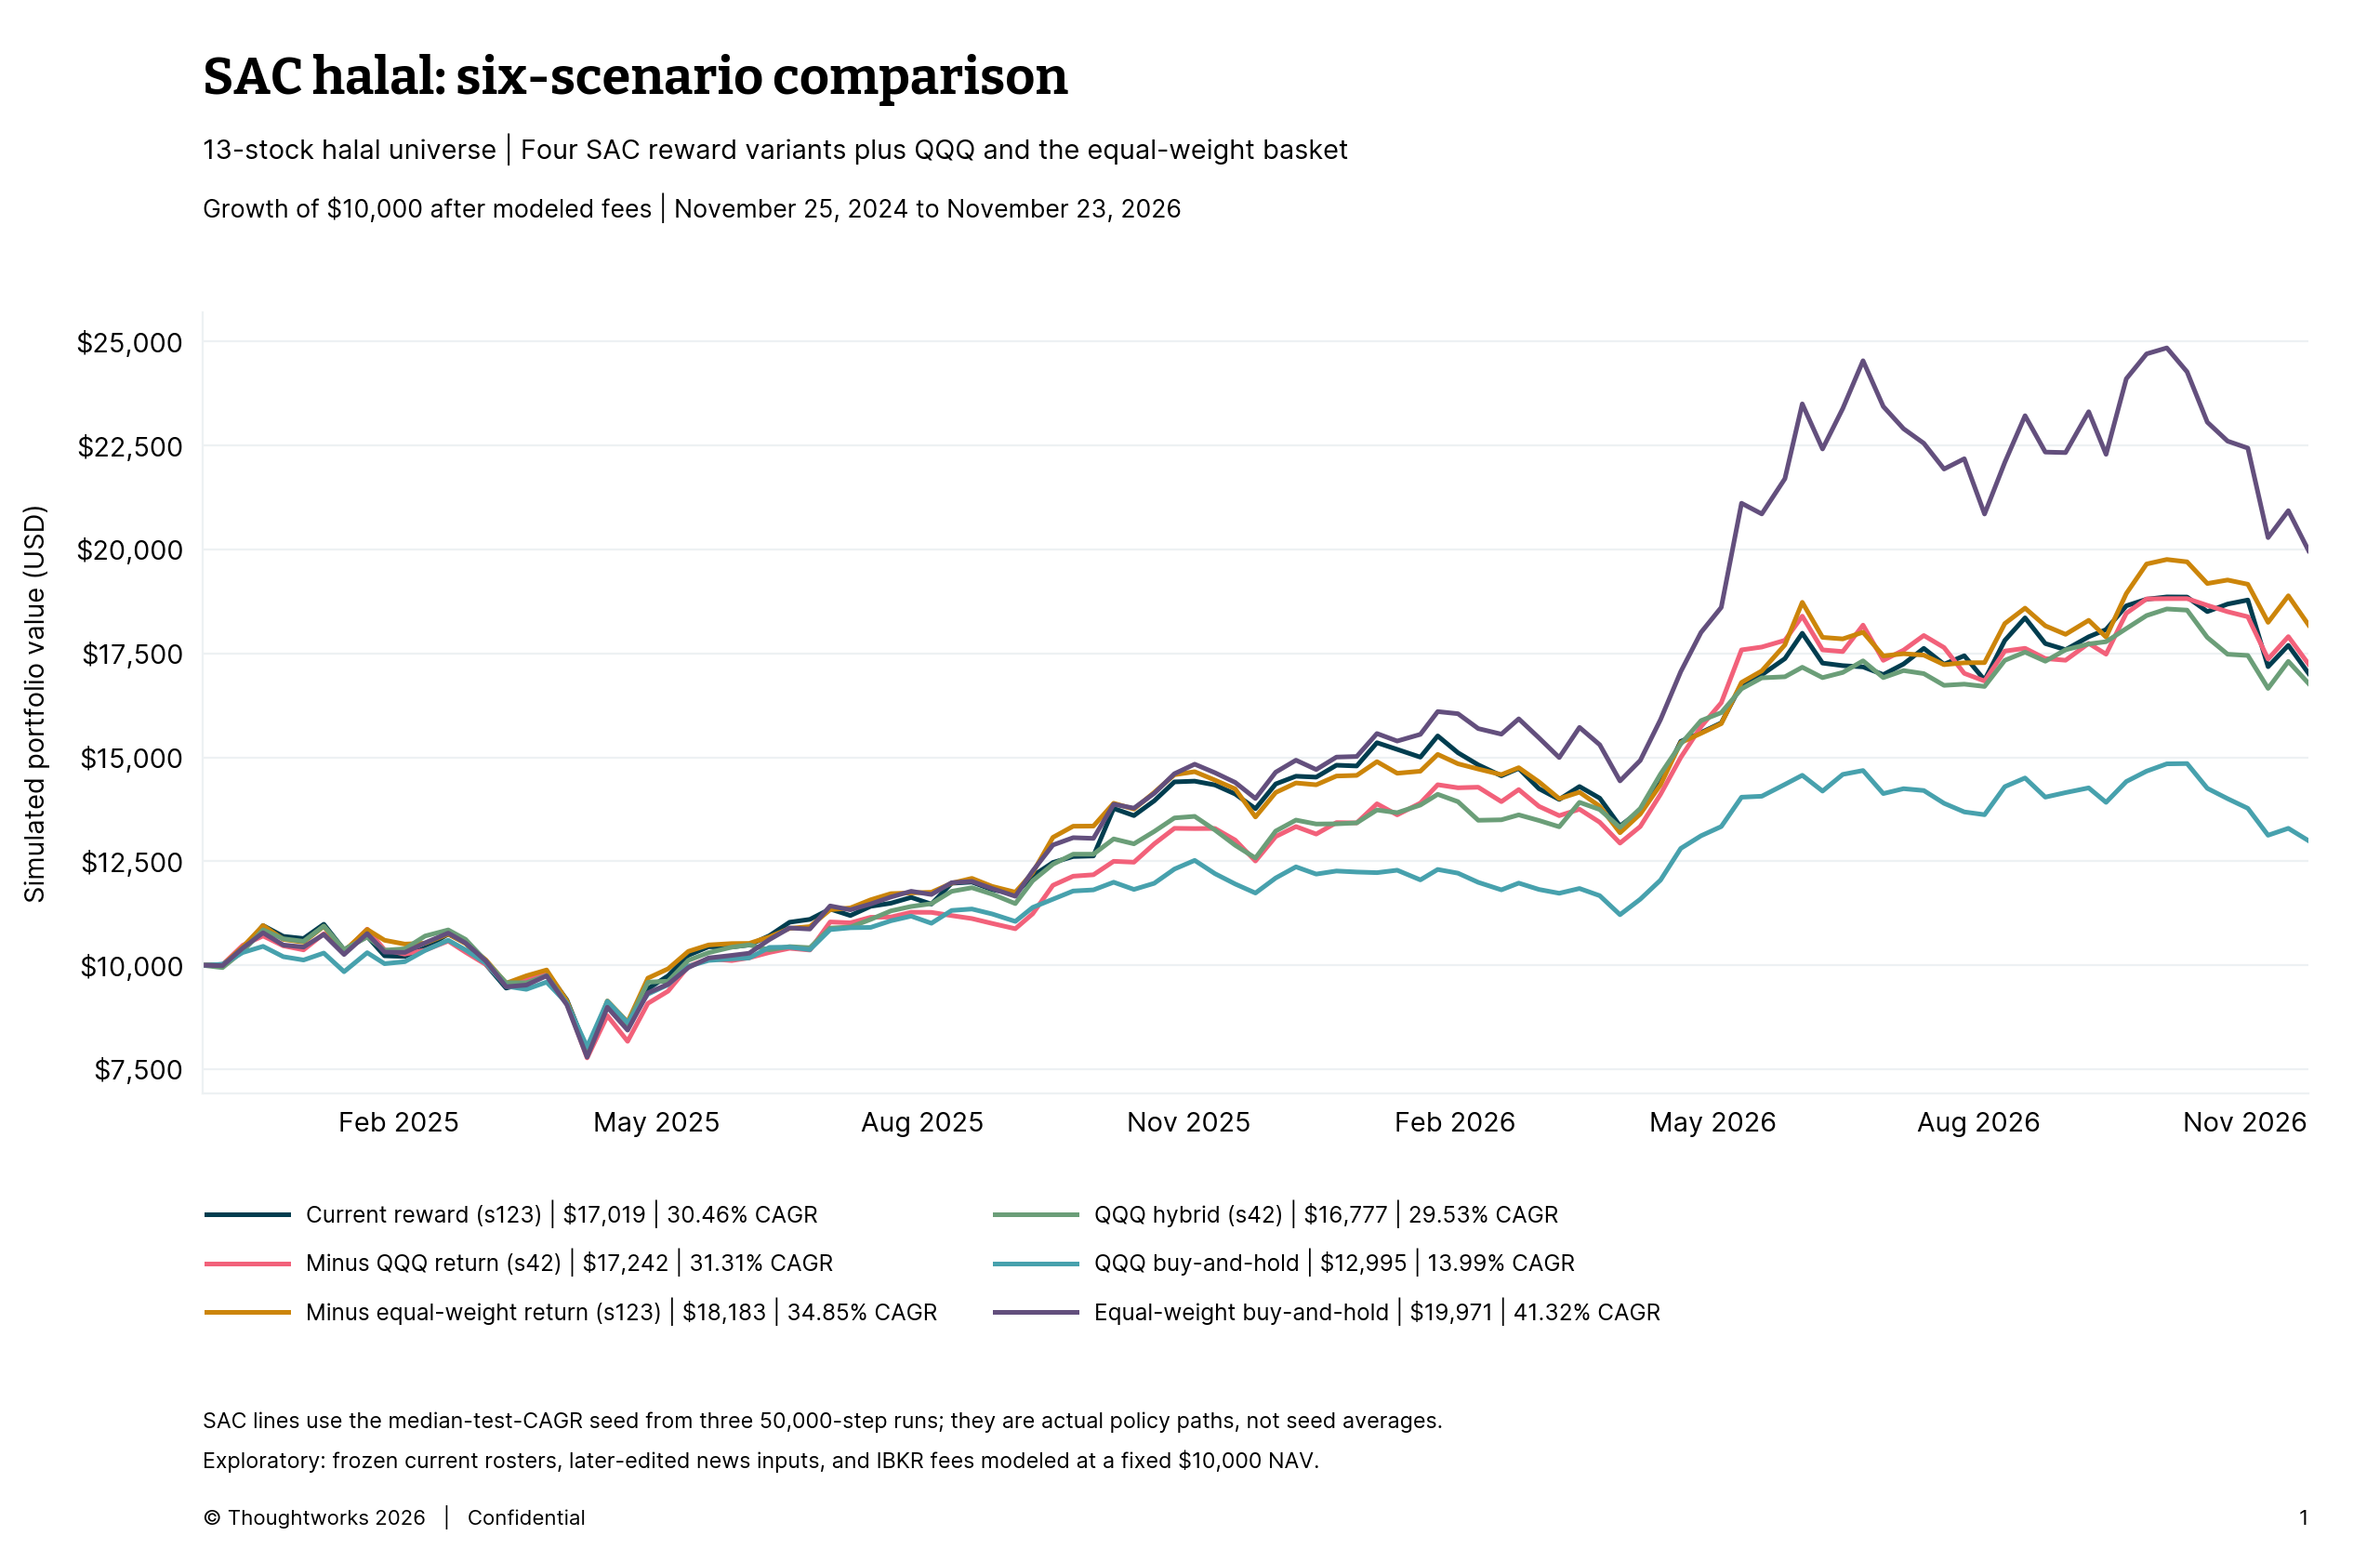 SAC halal: six-scenario comparison
13-stock halal universe | Four SAC reward variants plus QQQ and the equal-weight basket
Growth of $10,000 after modeled fees | November 25, 2024 to November 23, 2026
Simulated portfolio value (USD)
$25,000
$22,500
$20,000
$17,500
$15,000
$12,500
$10,000
$7,500
Feb 2025 May 2025 Aug 2025 Nov 2025 Feb 2026 May 2026 Aug 2026 Nov 2026
Current reward (s123) | $17,019 | 30.46% CAGR
Minus QQQ return (s42) | $17,242 | 31.31% CAGR
Minus equal-weight return (s123) | $18,183 | 34.85% CAGR
QQQ hybrid (s42) | $16,777 | 29.53% CAGR
QQQ buy-and-hold | $12,995 | 13.99% CAGR
Equal-weight buy-and-hold | $19,971 | 41.32% CAGR
SAC lines use the median-test-CAGR seed from three 50,000-step runs; they are actual policy paths, not seed averages.
Exploratory: frozen current rosters, later-edited news inputs, and IBKR fees modeled at a fixed $10,000 NAV.
© Thoughtworks 2026 | Confidential
1